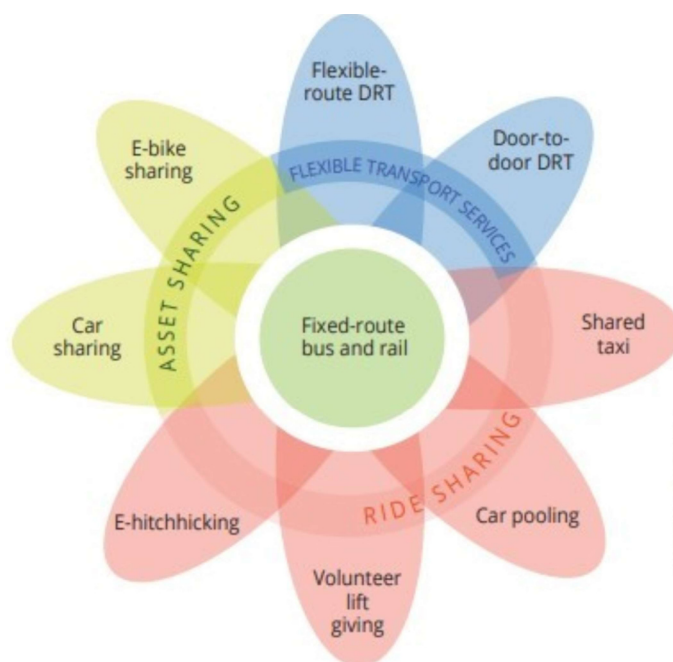 Flexible-
route DRT
Door-to-
door DRT
E-bike
sharing
FLEXIBLE TRANSPORT SERVICES
ASSET SHARING
Car
sharing
Fixed-route
bus and rail
Shared
taxi
RIDE SHARING
E-hitchhicking
Car pooling
Volunteer
lift
giving